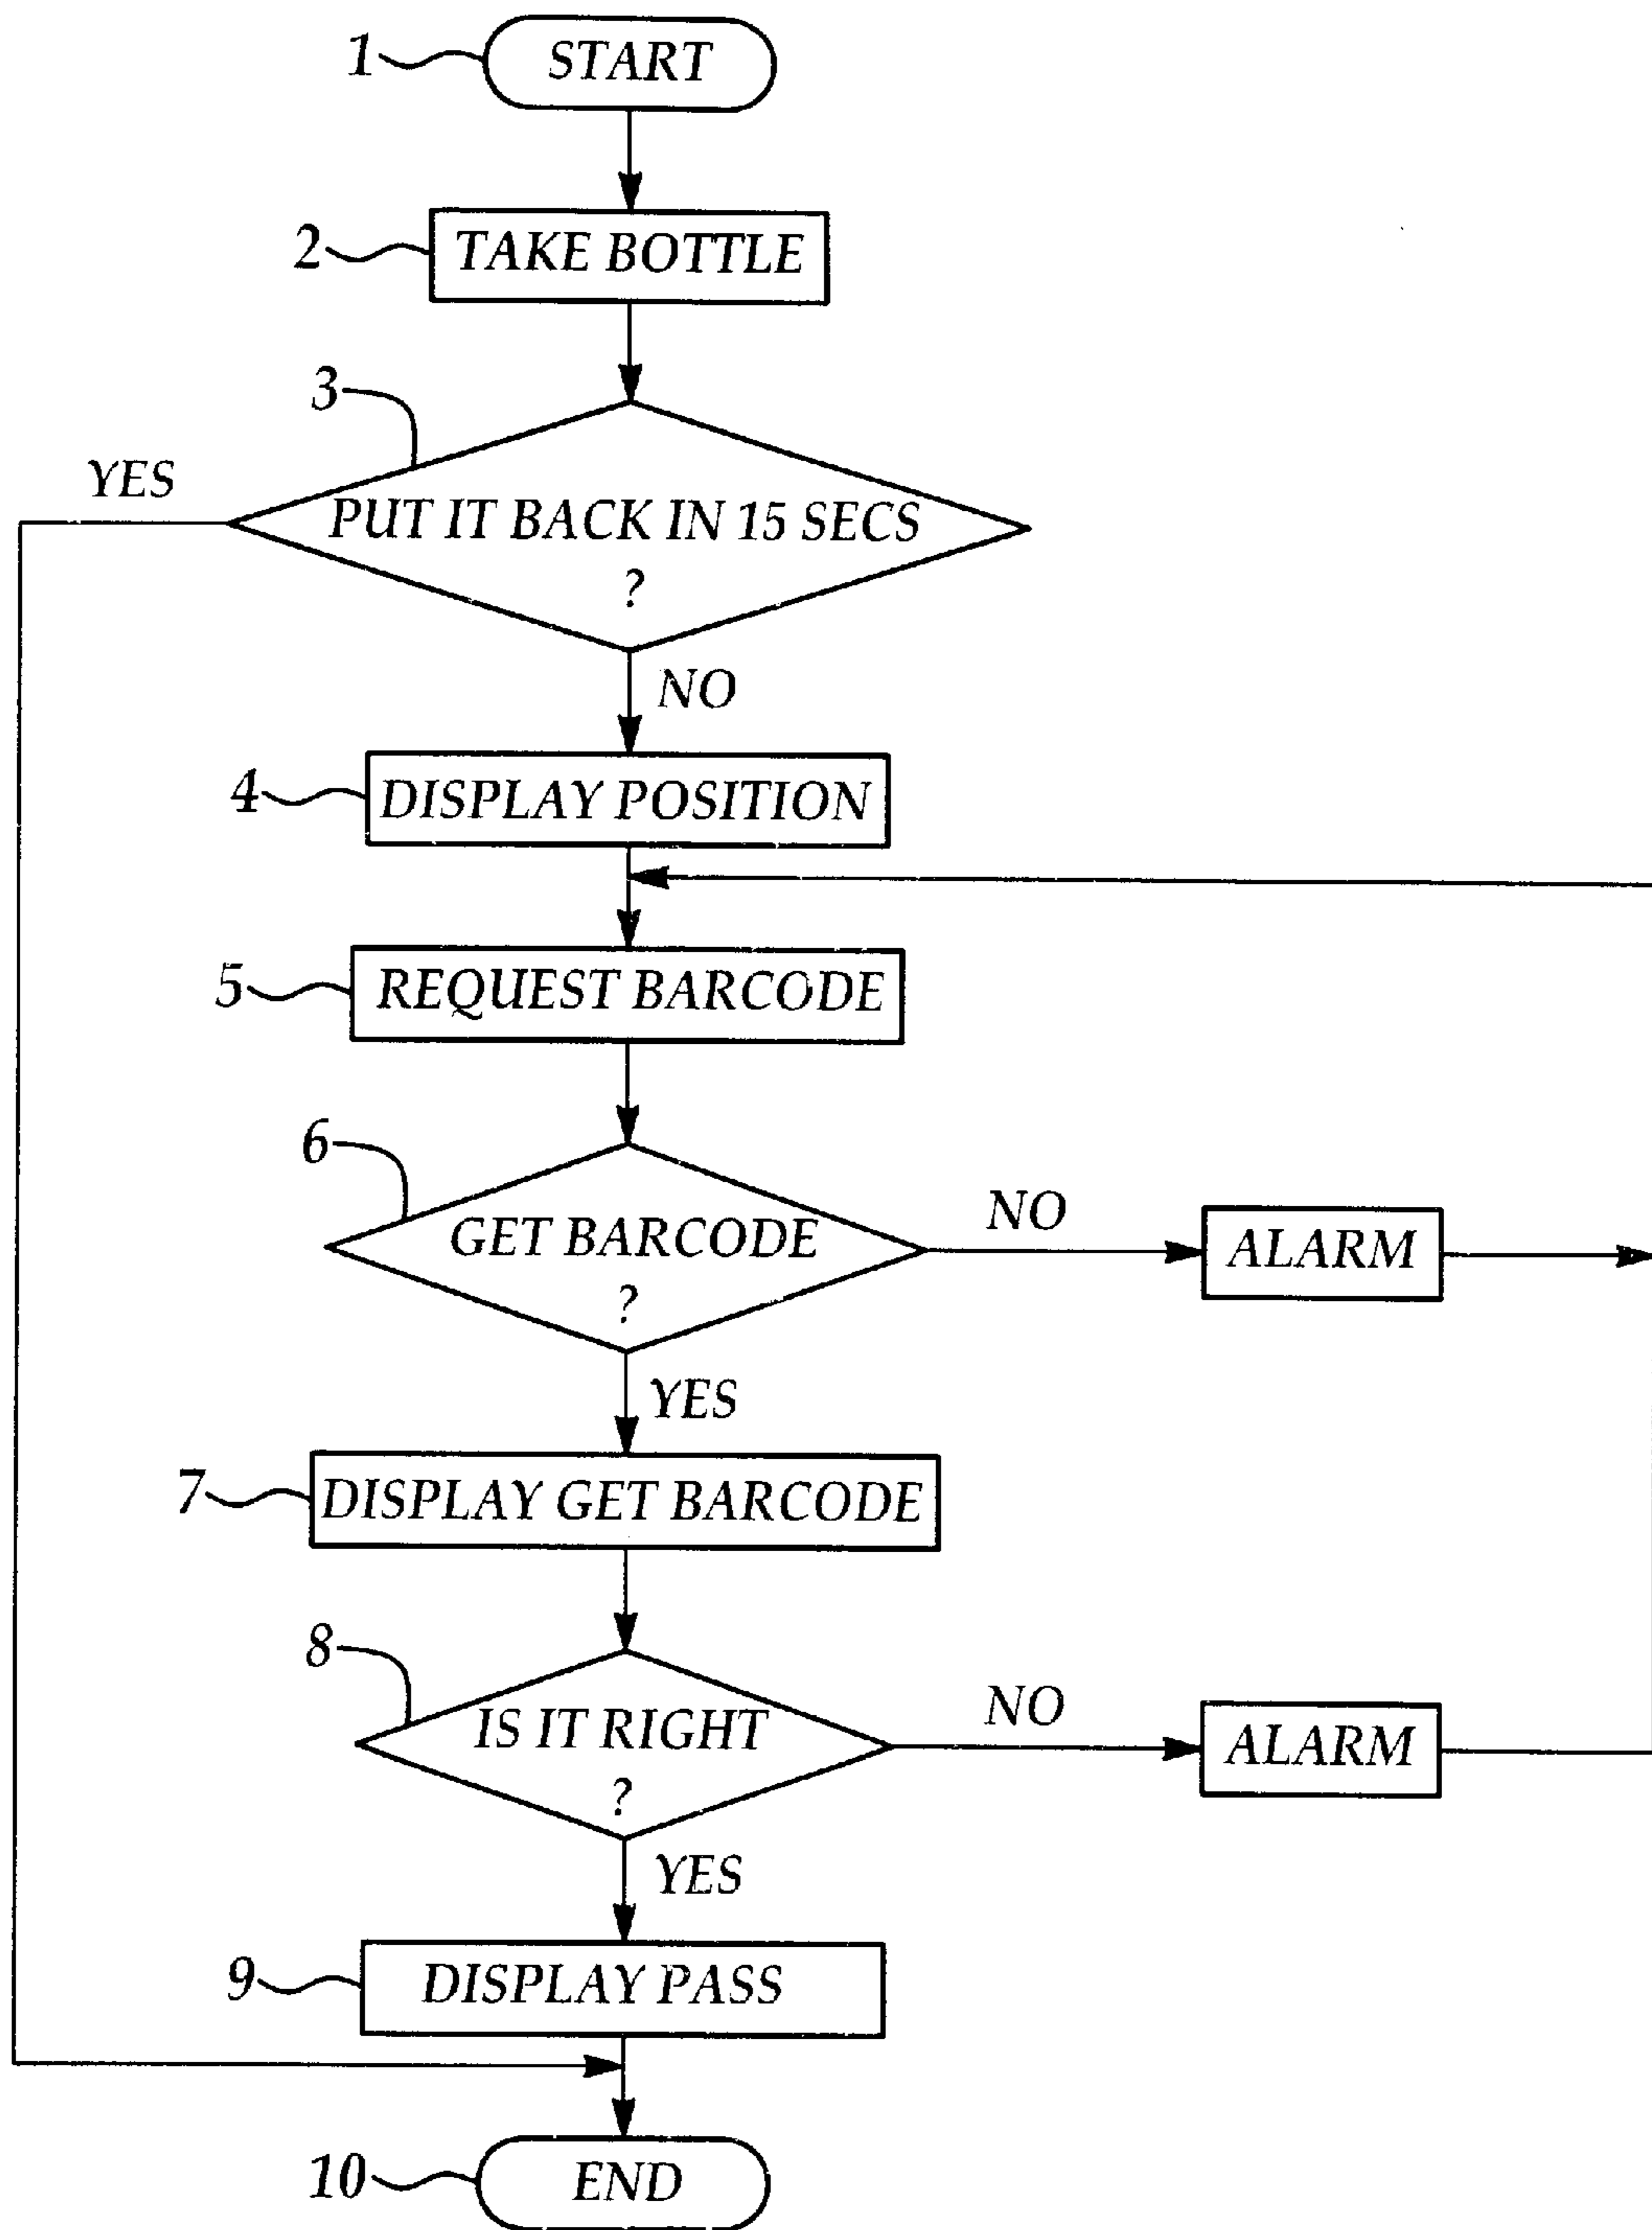 1 START
2 TAKE BOTTLE
3
YES
PUT IT BACK IN 15 SECS
?
NO
4 DISPLAY POSITION
5 REQUEST BARCODE
6
GET BARCODE
?
NO
ALARM
YES
7 DISPLAY GET BARCODE
8
IS IT RIGHT
?
NO
ALARM
YES
9 DISPLAY PASS
10 END